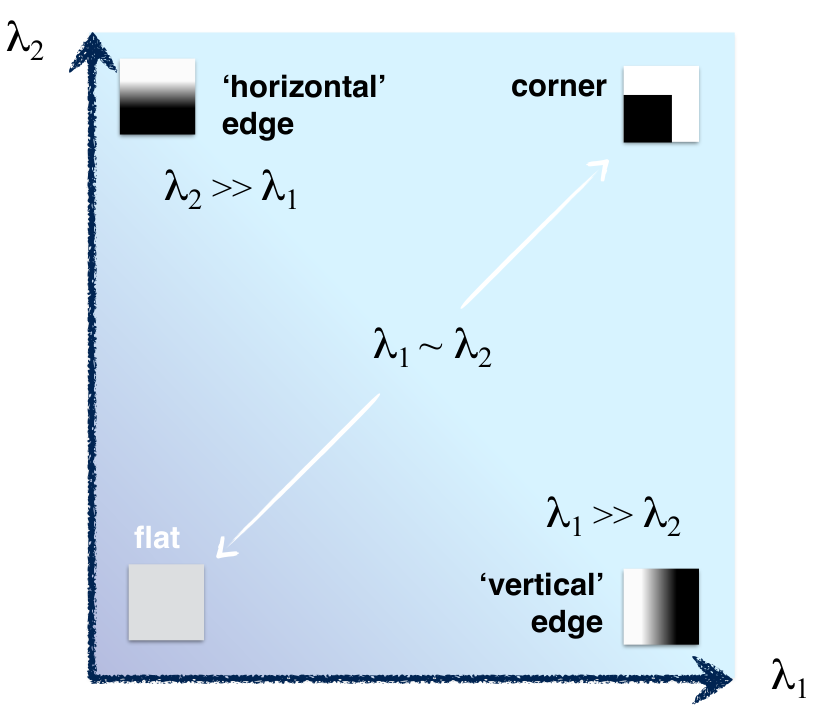 λ2
‘horizontal’
edge
corner
λ2 >> λ1
λ1 ~ λ2
λ1 >> λ2
flat
‘vertical’
edge
λ1